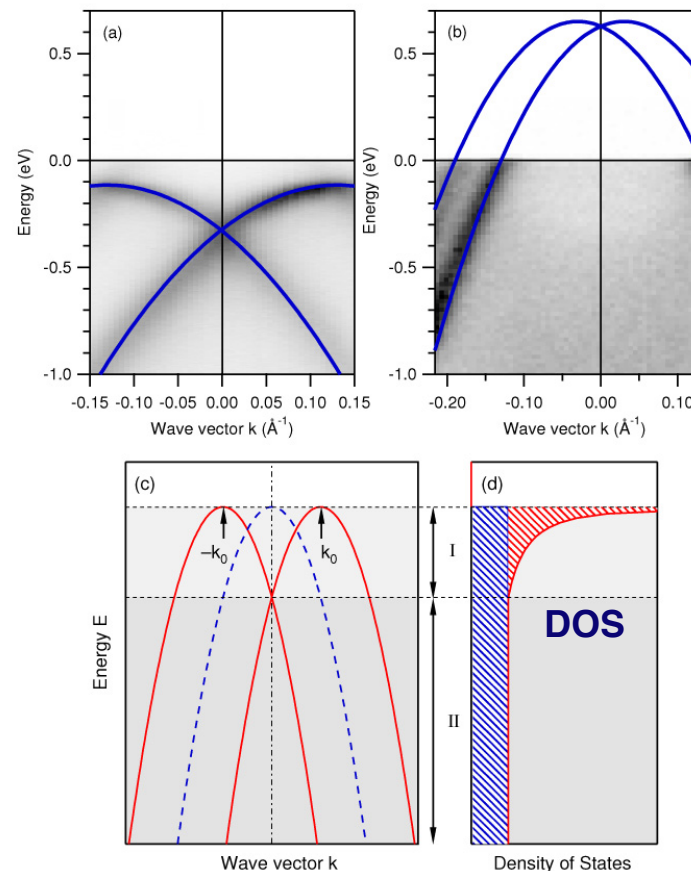 (a)
0.5
0.0
-0.5
-1.0
Energy (eV)
-0.15 -0.10 -0.05 0.00 0.05 0.10 0.15
Wave vector k (Å-1)
(b)
0.5
0.0
-0.5
-1.0
Energy (eV)
-0.20 -0.10 0.00 0.10
Wave vector k (Å-1)
(c)
−k0
k0
I
II
Energy E
Wave vector k
(d)
DOS
Density of States